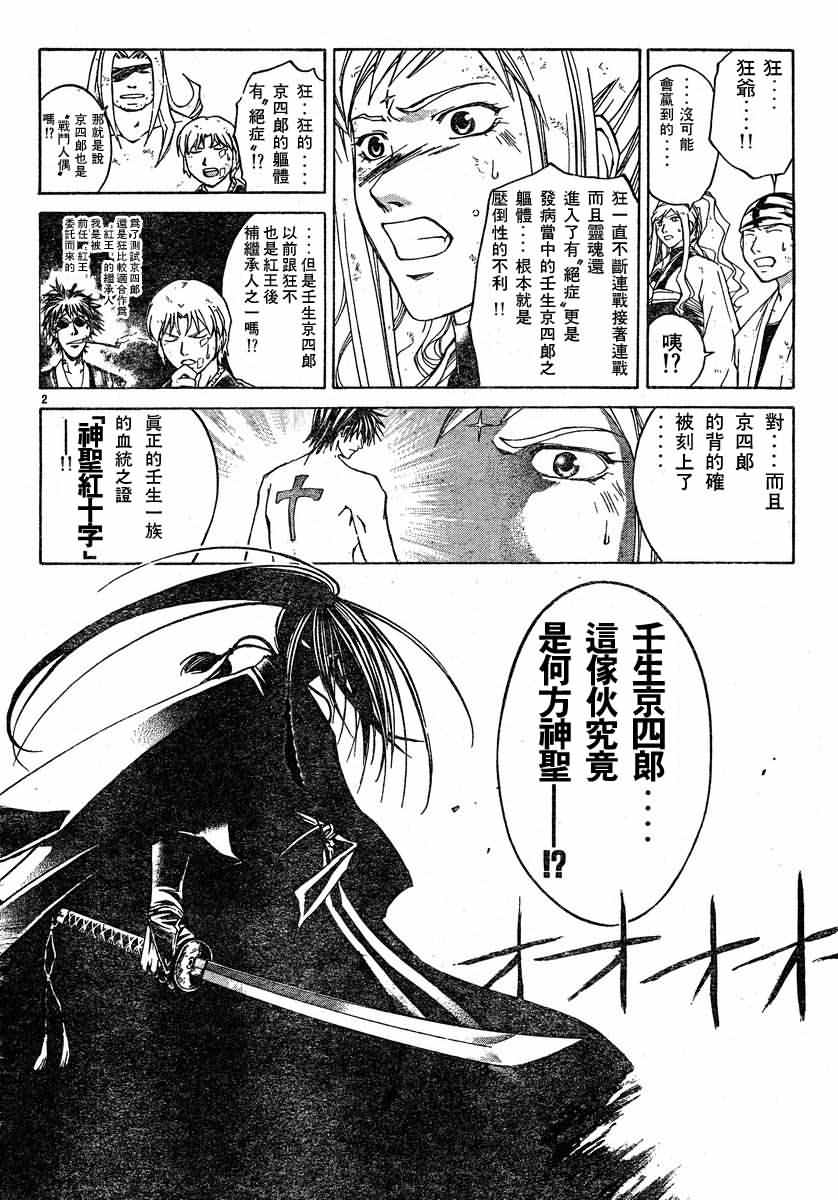 狂．．．
狂爺
．．．!!
．．．．沒可能
會贏到的．．．．
咦!?
狂一直不斷連戰接著連戰
而且靈魂還
進入了有〝絕症〞更是
發病當中的壬生京四郎之
軀體．．．根本就是
壓倒性的不利!!
狂．．狂的．．．
京四郎的軀體
有〝絕症〞!?
那就是說
京四郎也是
〝戰鬥人偶〞
嗎!?
．．．但是壬生京四郎
以前跟狂不
也是紅王後
補繼承人之一嗎!?
為了測試京四郎
還是狂比較適合作為
「紅王」的繼承人
我是被
前任「紅王」
委託而來的
2
對．．．而且
京四郎
的背的確
被刻上了
．．．．
真正的壬生一族
的血統之證
「神聖紅十字」
——!!
壬生京四郎．．．．
這傢伙究竟
是何方神聖——!?
オオオオ